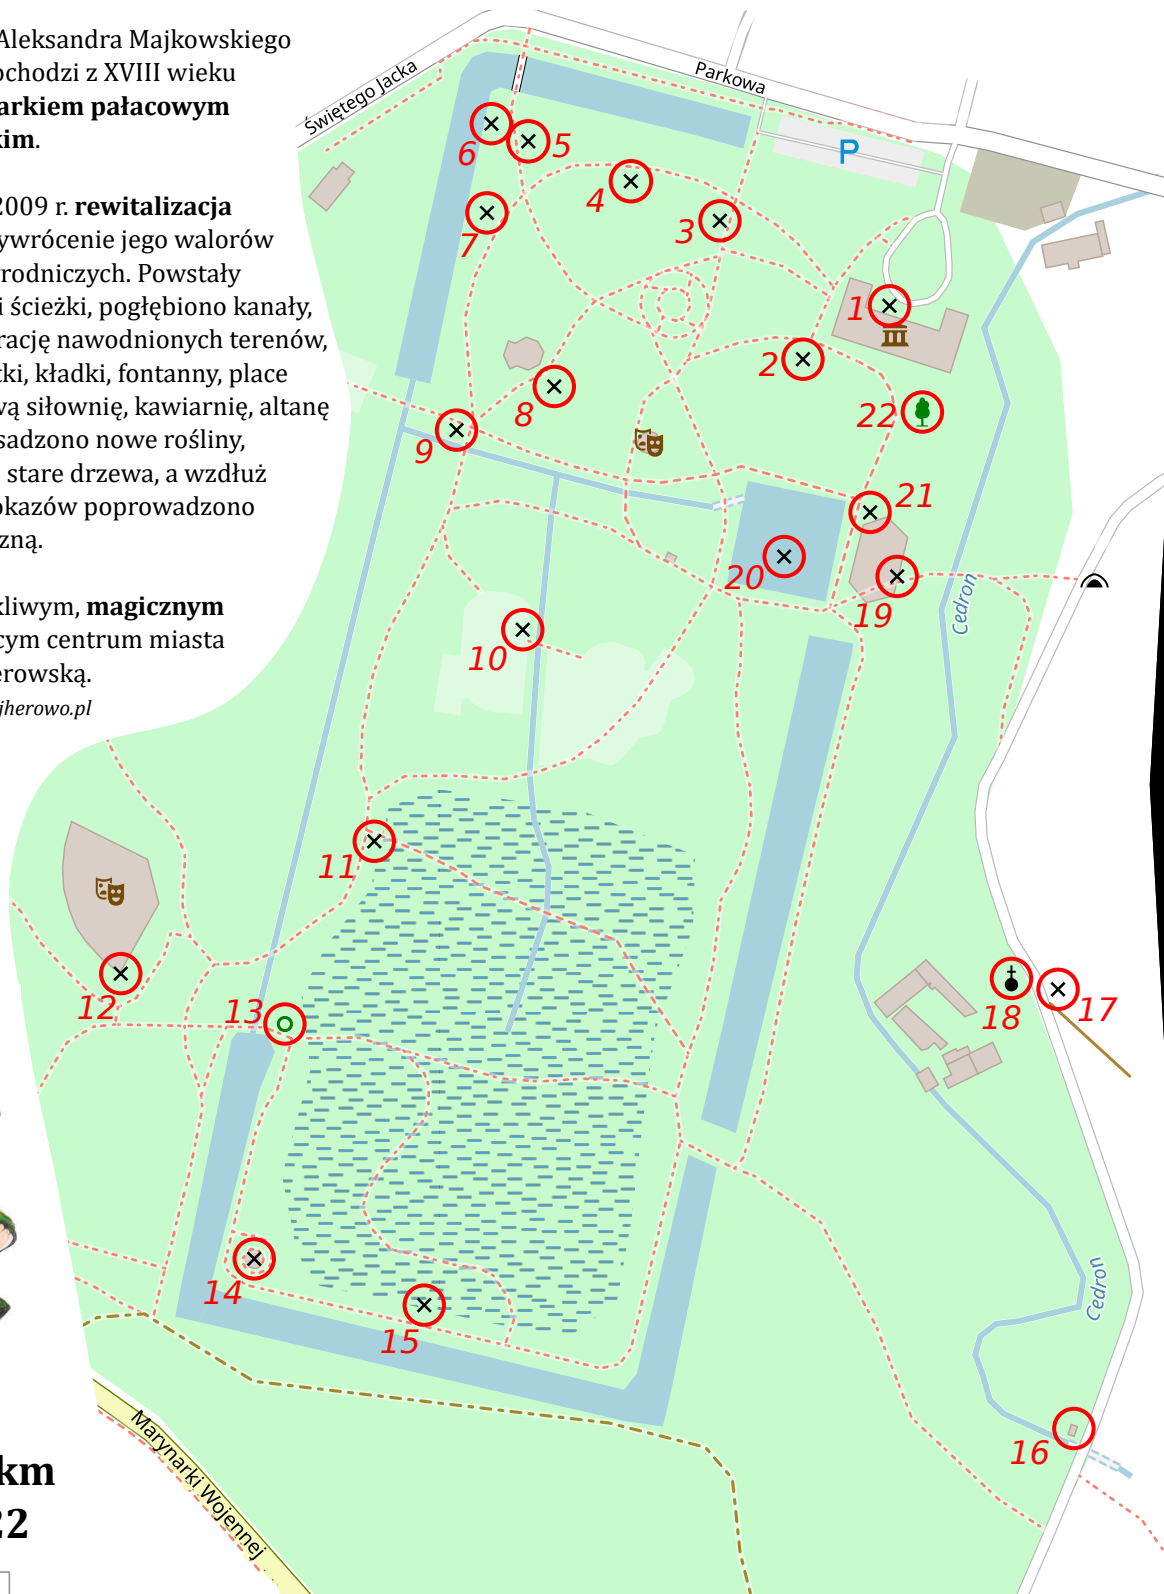 Aleksandra Majkowskiego
ochodzi z XVIII wieku
arkiem pałacowym
kim.
2009 r. rewitalizacja
ywrócenie jego walorów
rodniczych. Powstały
i ścieżki, pogłębiono kanały,
rację nawodnionych terenów,
tki, kładki, fontanny, place
wą siłownię, kawiarnię, altanę
sadzono nowe rośliny,
stare drzewa, a wzdłuż
okazów poprowadzono
zną.
kliwym, magicznym
cym centrum miasta
erowską.
jherowo.pl
Świętego Jacka
Parkowa
P
6
5
4
3
7
1
2
8
22
9
21
20
19
Cedron
10
11
12
13
18
17
14
15
Cedron
16
Marynarki Wojennej
km
22